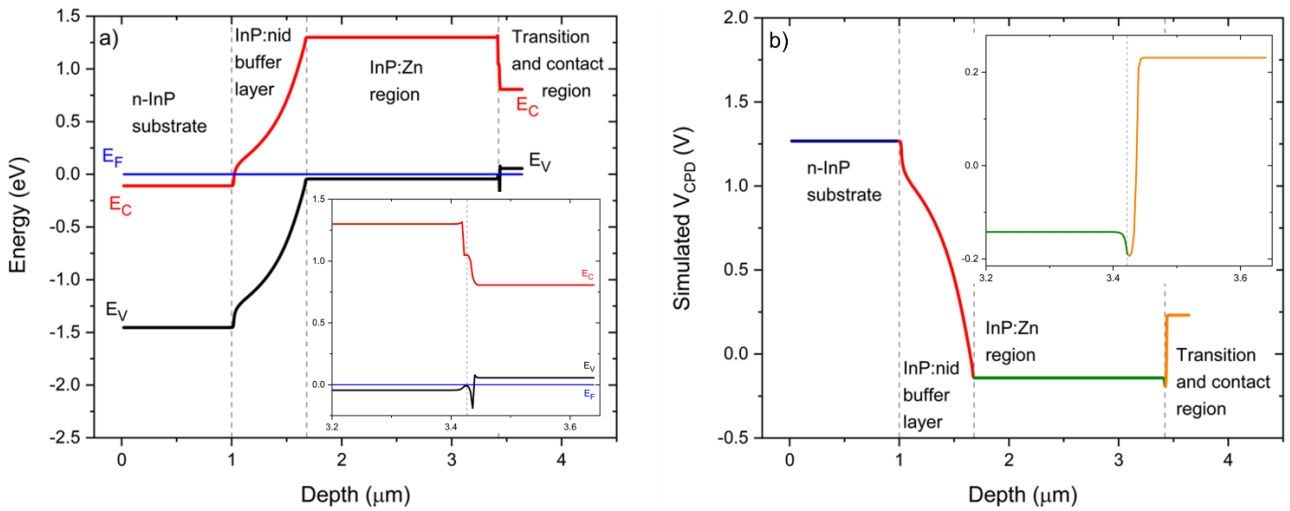 a)
1.5
1.0
0.5
0.0
-0.5
-1.0
-1.5
-2.0
-2.5
Energy (eV)
0
1
2
3
4
Depth (μm)
n-InP
substrate
InP:nid
buffer
layer
InP:Zn
region
Transition
and contact
region
E_F
E_C
E_V
E_C
E_V
1.5
1.0
0.5
0.0
3.2
3.4
3.6
E_C
E_V
E_F
b)
2.0
1.5
1.0
0.5
0.0
-0.5
Simulated V_CPD (V)
0
1
2
3
4
Depth (μm)
n-InP
substrate
InP:nid
buffer
layer
InP:Zn
region
Transition
and contact
region
0.2
0.0
-0.2
3.2
3.4
3.6